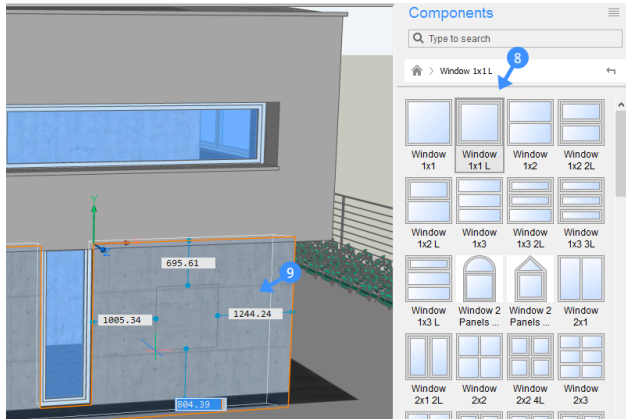 Components
Type to search
Window 1x1 L
8
Window 1x1
Window 1x1 L
Window 1x2
Window 1x2 2L
Window 1x2 L
Window 1x3
Window 1x3 2L
Window 1x3 3L
Window 1x3 L
Window 2 Panels ...
Window 2 Panels ...
Window 2x1
Window 2x1 2L
Window 2x2
Window 2x2 4L
Window 2x3
Y
Z
695.61
9
1005.34
1244.24
804.39